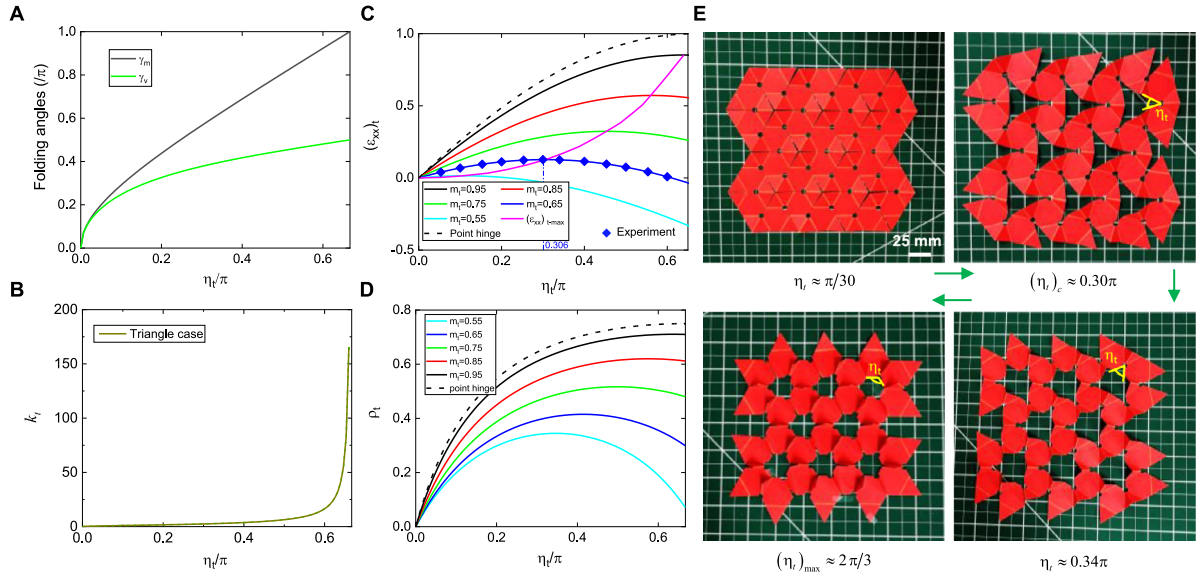 A
Folding angles (/π)
1.0
0.8
0.6
0.4
0.2
0.0
γm
γv
0.0
0.2
0.4
0.6
ηt/π
B
kt
200
150
100
50
0
Triangle case
0.0
0.2
0.4
0.6
ηt/π
C
(εxx)t
1.0
0.5
0.0
-0.5
mt=0.95
mt=0.85
mt=0.75
mt=0.65
mt=0.55
(εxx) t-max
Point hinge
Experiment
0.306
0.0
0.2
0.4
0.6
ηt/π
D
ρt
0.8
0.6
0.4
0.2
0.0
mt=0.55
mt=0.65
mt=0.75
mt=0.85
mt=0.95
point hinge
0.0
0.2
0.4
0.6
ηt/π
E
25 mm
ηt
ηt ≈ π/30
(ηt)c ≈ 0.30π
ηt
ηt
(ηt)max ≈ 2π/3
ηt ≈ 0.34π